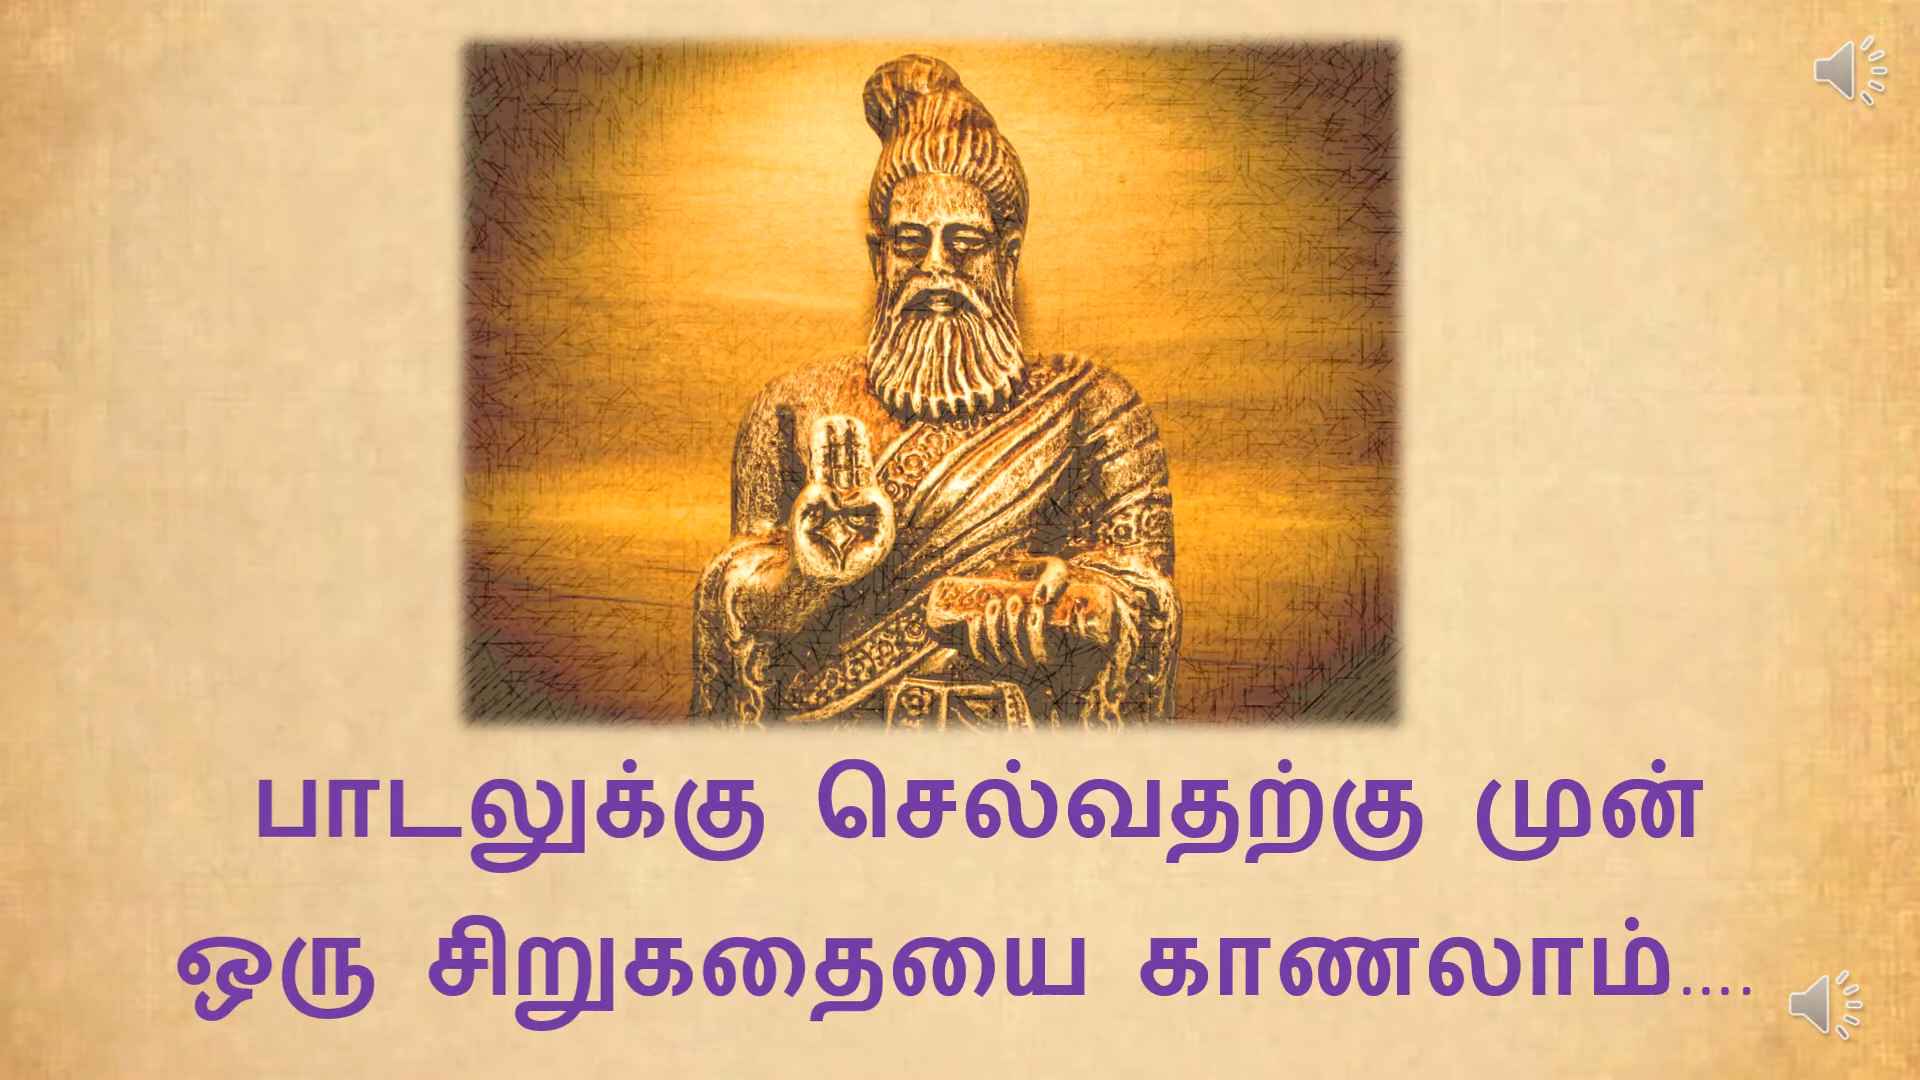 பாடலுக்கு செல்வதற்கு முன்
ஒரு சிறுகதையை காணலாம்....